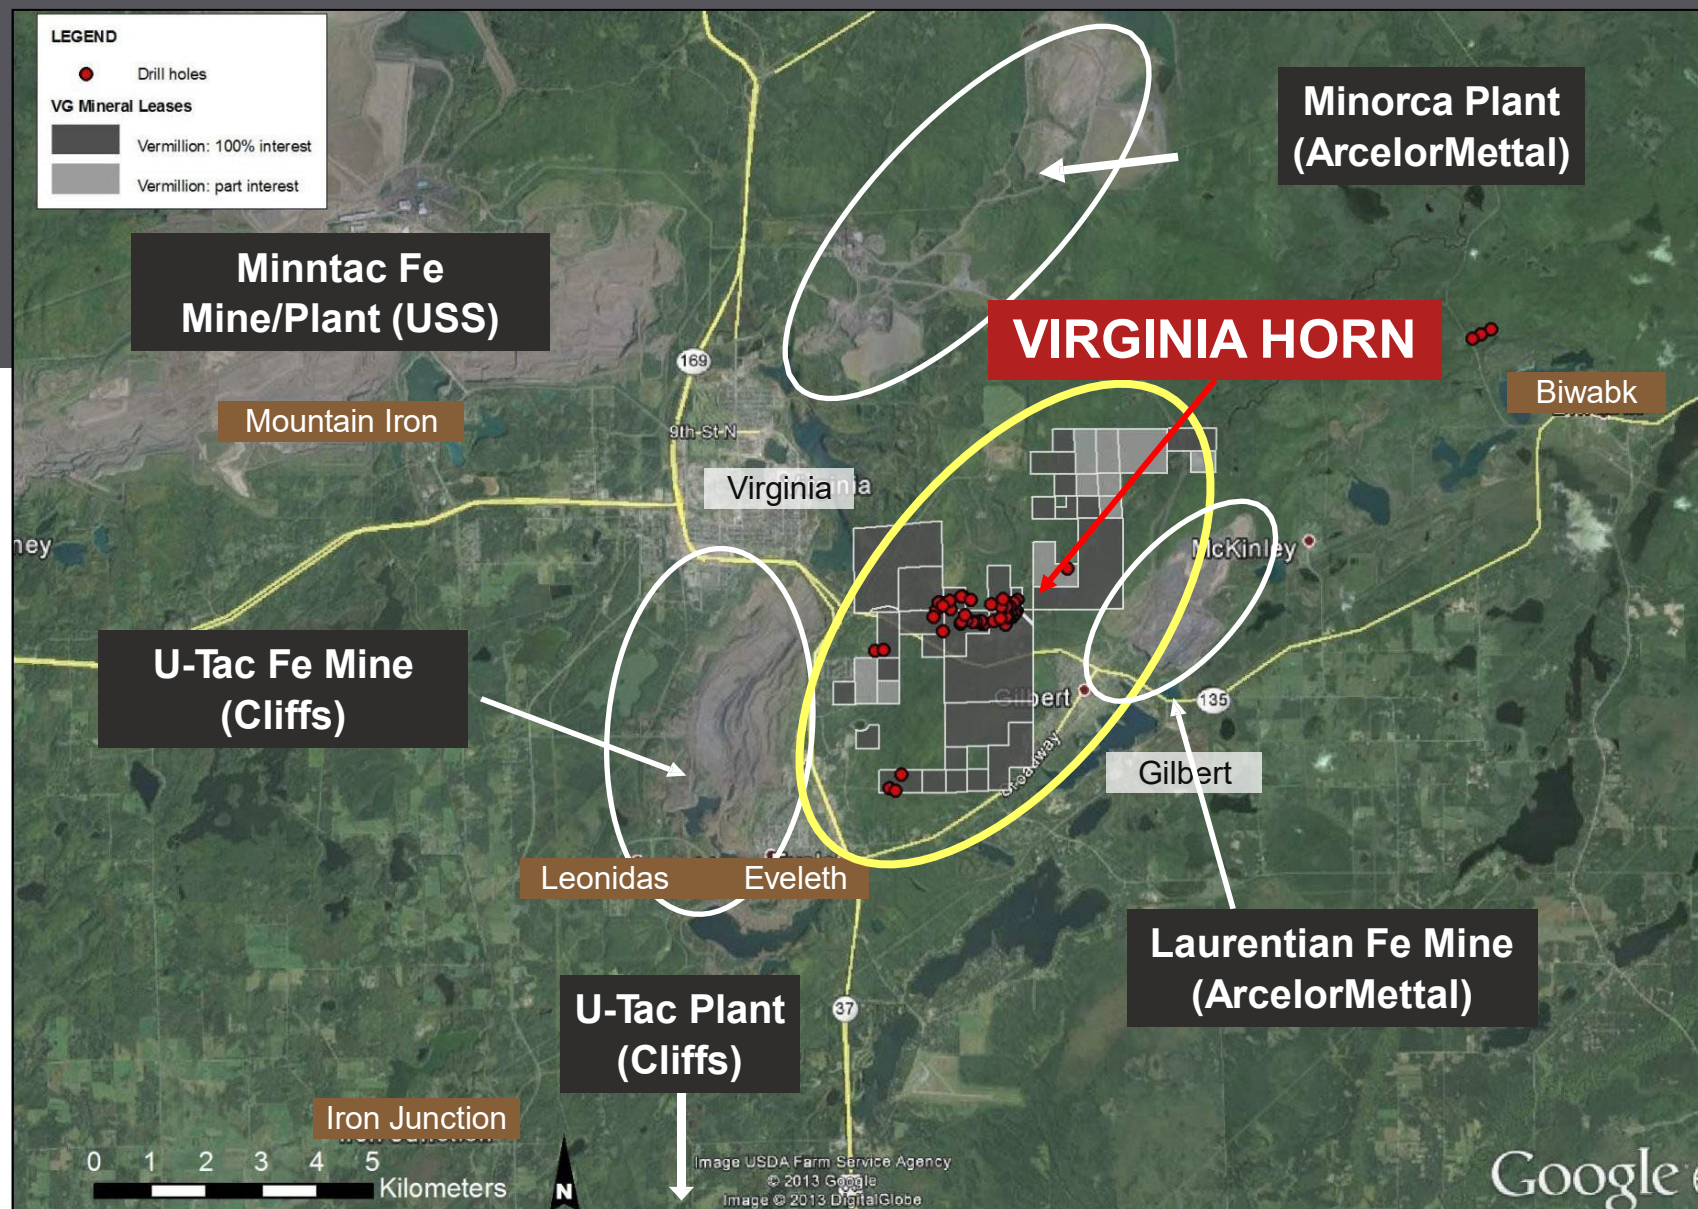 LEGEND
Drill holes
VG Mineral Leases
Vermillion: 100% interest
Vermillion: part interest
Minorca Plant
(ArcelorMettal)
Minntac Fe
Mine/Plant (USS)
VIRGINIA HORN
169
Biwabk
Mountain Iron
9th St N
Virginia
ney
McKinley
U-Tac Fe Mine
(Cliffs)
Gilbert
135
Broadway
Gilbert
Leonidas
Eveleth
Laurentian Fe Mine
(ArcelorMettal)
U-Tac Plant
(Cliffs)
37
Iron Junction
0 1 2 3 4 5
Kilometers
N
Image USDA Farm Service Agency
© 2013 Google
Image © 2013 DigitalGlobe
Google e